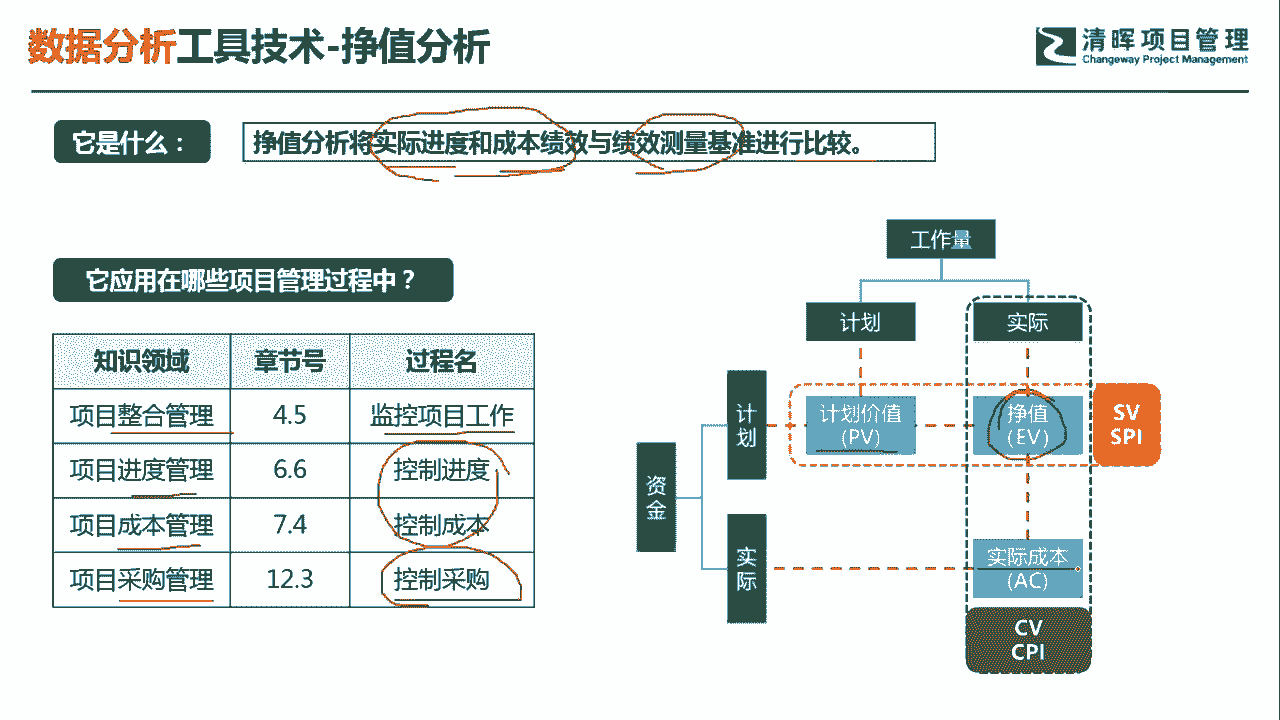 数据分析工具技术-挣值分析
清晖项目管理
Changeway Project Management
它是什么：
挣值分析将实际进度和成本绩效与绩效测量基准进行比较。
它应用在哪些项目管理过程中？
知识领域 章节号 过程名
项目整合管理 4.5 监控项目工作
项目进度管理 6.6 控制进度
项目成本管理 7.4 控制成本
项目采购管理 12.3 控制采购
工作量
计划
实际
资金
计划
计划价值
(PV)
挣值
(EV)
SV
SPI
实际
实际成本
(AC)
CV
CPI